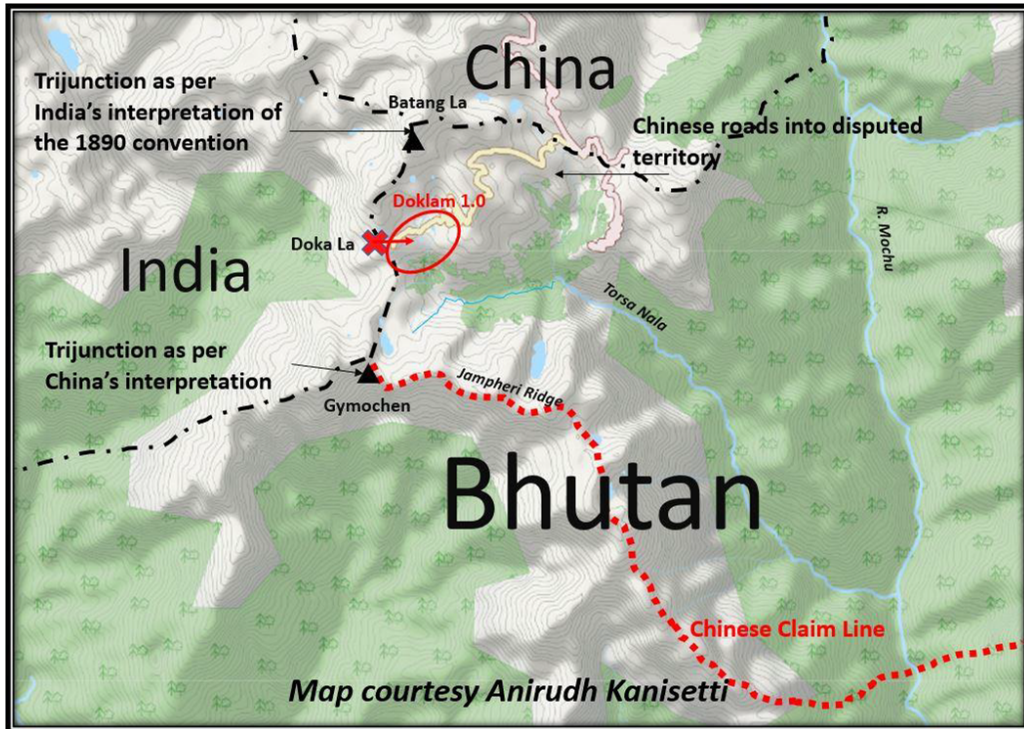 China
Trijunction as per
India's interpretation of
the 1890 convention
Batang La
Chinese roads into disputed
territory
Doklam 1.0
Doka La
India
R. Mochu
Torsa Nala
Trijunction as per
China's interpretation
Jampheri Ridge
Gymochen
Bhutan
Chinese Claim Line
Map courtesy Anirudh Kanisetti